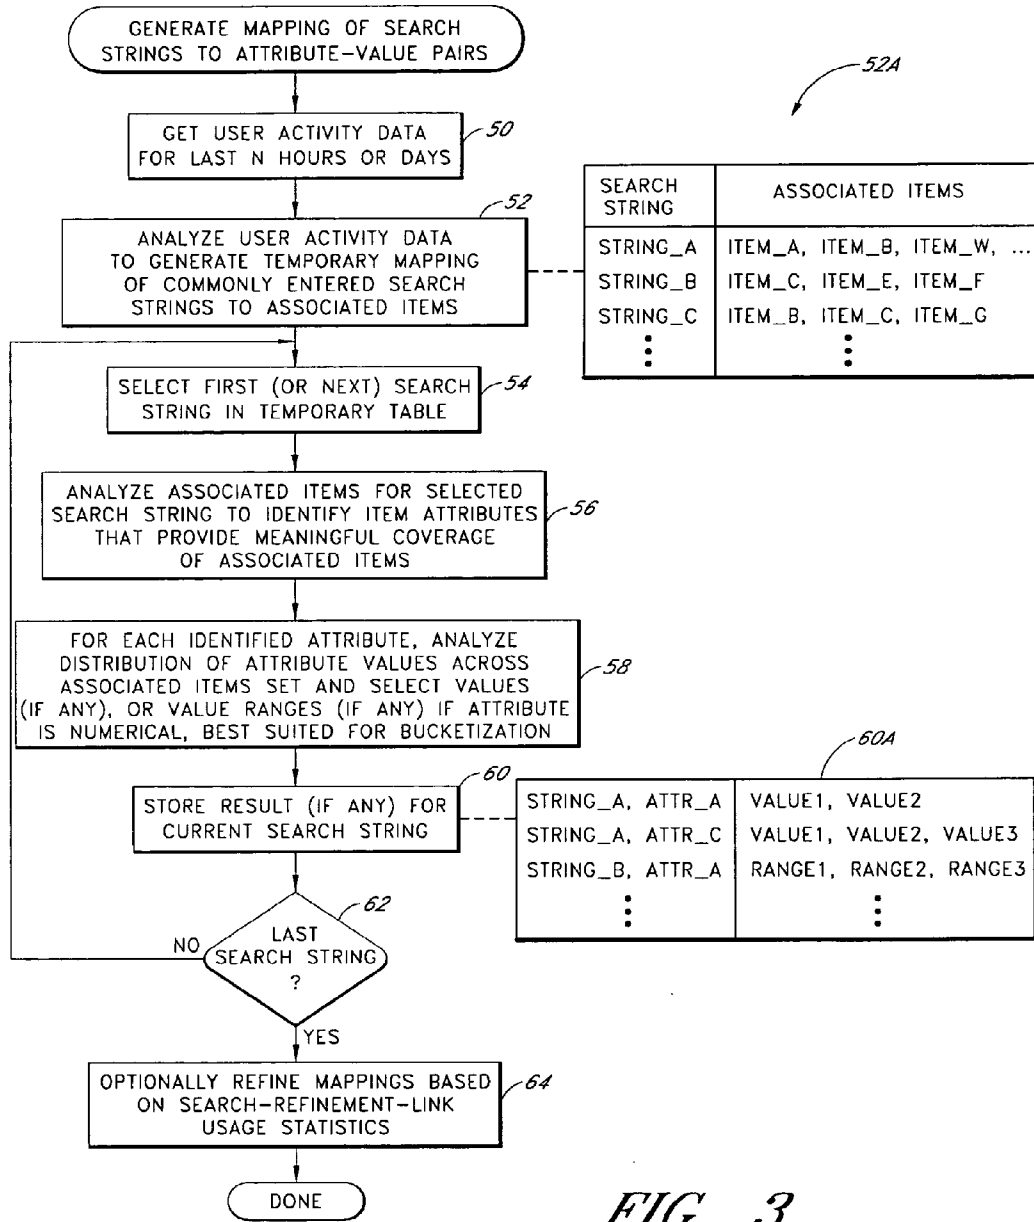 GENERATE MAPPING OF SEARCH
STRINGS TO ATTRIBUTE-VALUE PAIRS
52A
50
GET USER ACTIVITY DATA
FOR LAST N HOURS OR DAYS
52
ANALYZE USER ACTIVITY DATA
TO GENERATE TEMPORARY MAPPING
OF COMMONLY ENTERED SEARCH
STRINGS TO ASSOCIATED ITEMS
SEARCH
STRING
ASSOCIATED ITEMS
STRING_A ITEM_A, ITEM_B, ITEM_W, ...
STRING_B ITEM_C, ITEM_E, ITEM_F
STRING_C ITEM_B, ITEM_C, ITEM_G
54
SELECT FIRST (OR NEXT) SEARCH
STRING IN TEMPORARY TABLE
56
ANALYZE ASSOCIATED ITEMS FOR SELECTED
SEARCH STRING TO IDENTIFY ITEM ATTRIBUTES
THAT PROVIDE MEANINGFUL COVERAGE
OF ASSOCIATED ITEMS
58
FOR EACH IDENTIFIED ATTRIBUTE, ANALYZE
DISTRIBUTION OF ATTRIBUTE VALUES ACROSS
ASSOCIATED ITEMS SET AND SELECT VALUES
(IF ANY), OR VALUE RANGES (IF ANY) IF ATTRIBUTE
IS NUMERICAL, BEST SUITED FOR BUCKETIZATION
60
STORE RESULT (IF ANY) FOR
CURRENT SEARCH STRING
60A
STRING_A, ATTR_A VALUE1, VALUE2
STRING_A, ATTR_C VALUE1, VALUE2, VALUE3
STRING_B, ATTR_A RANGE1, RANGE2, RANGE3
62
LAST
SEARCH STRING
?
NO
YES
64
OPTIONALLY REFINE MAPPINGS BASED
ON SEARCH-REFINEMENT-LINK
USAGE STATISTICS
DONE
FIG. 3